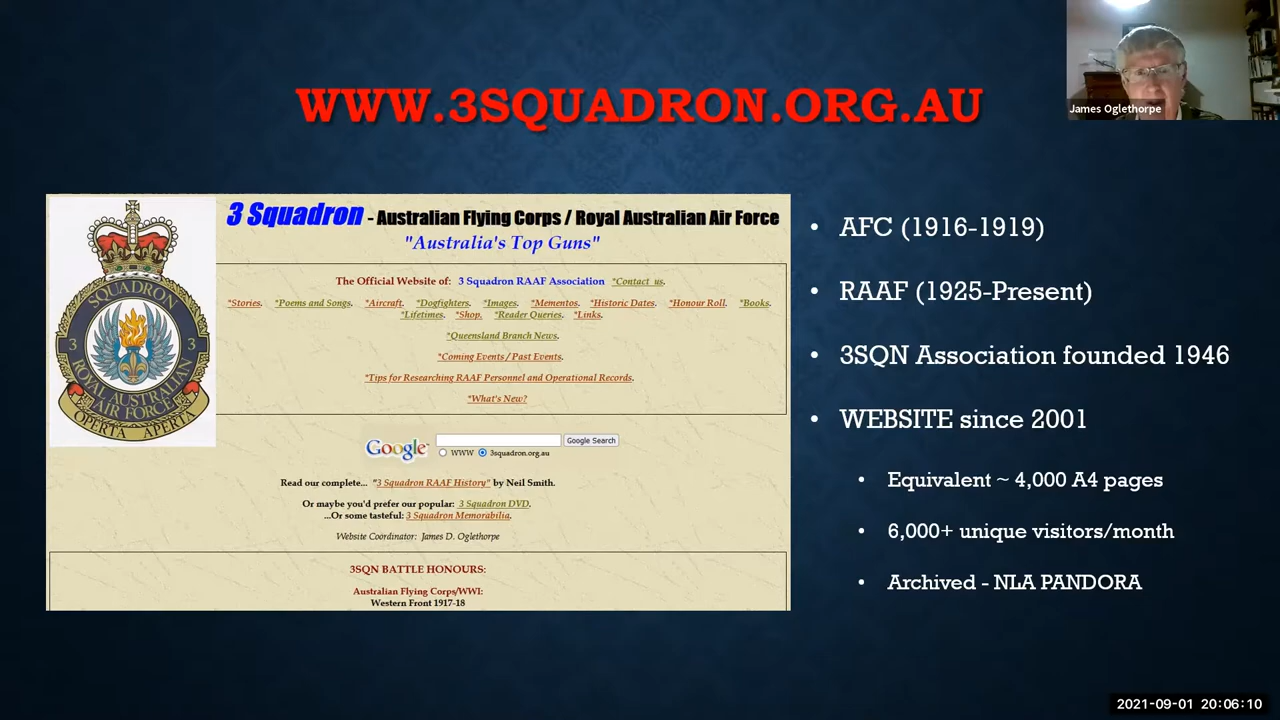 WWW.3SQUADRON.ORG.AU
James Oglethorpe
3 Squadron - Australian Flying Corps / Royal Australian Air Force
"Australia's Top Guns"
SQUADRON
3 3
ROYAL AUSTRALIAN
AIR FORCE
OPERTA APERTA
The Official Website of: 3 Squadron RAAF Association *Contact us.
*Stories. *Poems and Songs. *Aircraft. *Dogfighters. *Images. *Mementos. *Historic Dates. *Honour Roll. *Books.
*Lifetimes. *Shop. *Reader Queries. *Links.
*Queensland Branch News.
*Coming Events / Past Events.
*Tips for Researching RAAF Personnel and Operational Records.
*What's New?
Google Google Search
WWW 3squadron.org.au
Read our complete... "3 Squadron RAAF History" by Neil Smith.
Or maybe you'd prefer our popular: 3 Squadron DVD.
...Or some tasteful: 3 Squadron Memorabilia.
Website Coordinator: James D. Oglethorpe
3SQN BATTLE HONOURS:
Australian Flying Corps/WWI:
Western Front 1917-18
• AFC (1916-1919)
• RAAF (1925-Present)
• 3SQN Association founded 1946
• WEBSITE since 2001
• Equivalent ~ 4,000 A4 pages
• 6,000+ unique visitors/month
• Archived - NLA PANDORA
2021-09-01 20:06:10